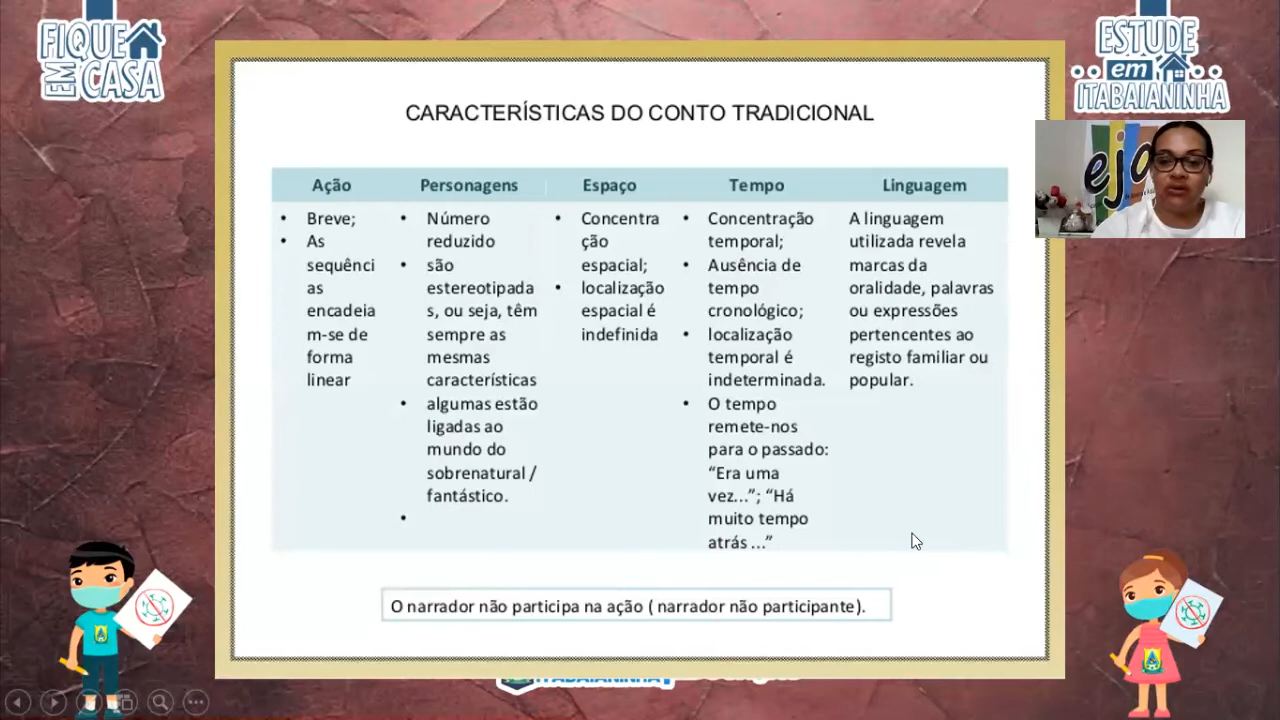 FIQUE
EM
CASA
ESTUDE
em
ITABAIANINHA
eja
CARACTERÍSTICAS DO CONTO TRADICIONAL
Ação
Personagens
Espaço
Tempo
Linguagem
• Breve;
• As
sequênci
as
encadeia
m-se de
forma
linear
• Número
reduzido
• são
estereotipada
s, ou seja, têm
sempre as
mesmas
características
• algumas estão
ligadas ao
mundo do
sobrenatural /
fantástico.
•
• Concentra
ção
espacial;
• localização
espacial é
indefinida
• Concentração
temporal;
• Ausência de
tempo
cronológico;
• localização
temporal é
indeterminada.
• O tempo
remete-nos
para o passado:
“Era uma
vez...”; “Há
muito tempo
atrás ...”
A linguagem
utilizada revela
marcas da
oralidade, palavras
ou expressões
pertencentes ao
registo familiar ou
popular.
O narrador não participa na ação ( narrador não participante).
ITABAIANINHA